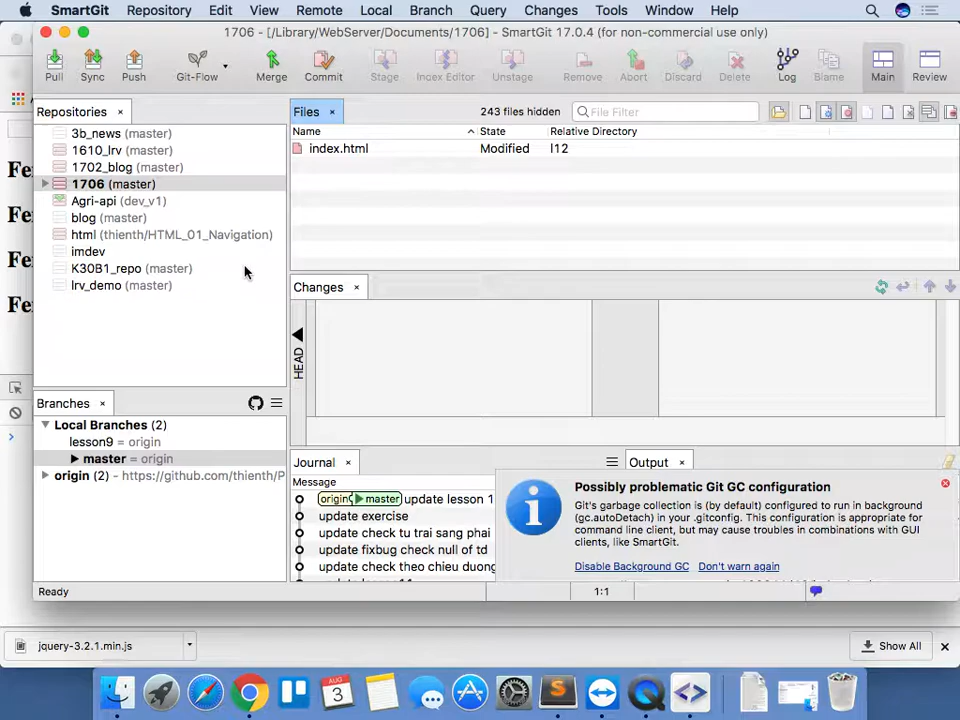 SmartGit Repository Edit View Remote Local Branch Query Changes Tools Window Help
1706 - [/Library/WebServer/Documents/1706] - SmartGit 17.0.4 (for non-commercial use only)
Pull Sync Push Git-Flow Merge Commit Stage Index Editor Unstage Remove Abort Discard Delete Log Blame Main Review
Repositories
3b_news (master)
1610_lrv (master)
1702_blog (master)
1706 (master)
Agri-api (dev_v1)
blog (master)
html (thienth/HTML_01_Navigation)
imdev
K30B1_repo (master)
lrv_demo (master)
Files 243 files hidden File Filter
Name State Relative Directory
index.html Modified l12
Changes
HEAD
Branches
Local Branches (2)
lesson9 = origin
master = origin
origin (2) - https://github.com/thienth/P
Journal
Message
origin master update lesson 1
update exercise
update check tu trai sang phai
update fixbug check null of td
update check theo chieu duong
Output
Possibly problematic Git GC configuration
Git's garbage collection is (by default) configured to run in background
(gc.autoDetach) in your .gitconfig. This configuration is appropriate for
command line client, but may cause troubles in combinations with GUI
clients, like SmartGit.
Disable Background GC Don't warn again
Ready 1:1
Fe
Fe
Fe
Fe
jquery-3.2.1.min.js Show All
AUG
3